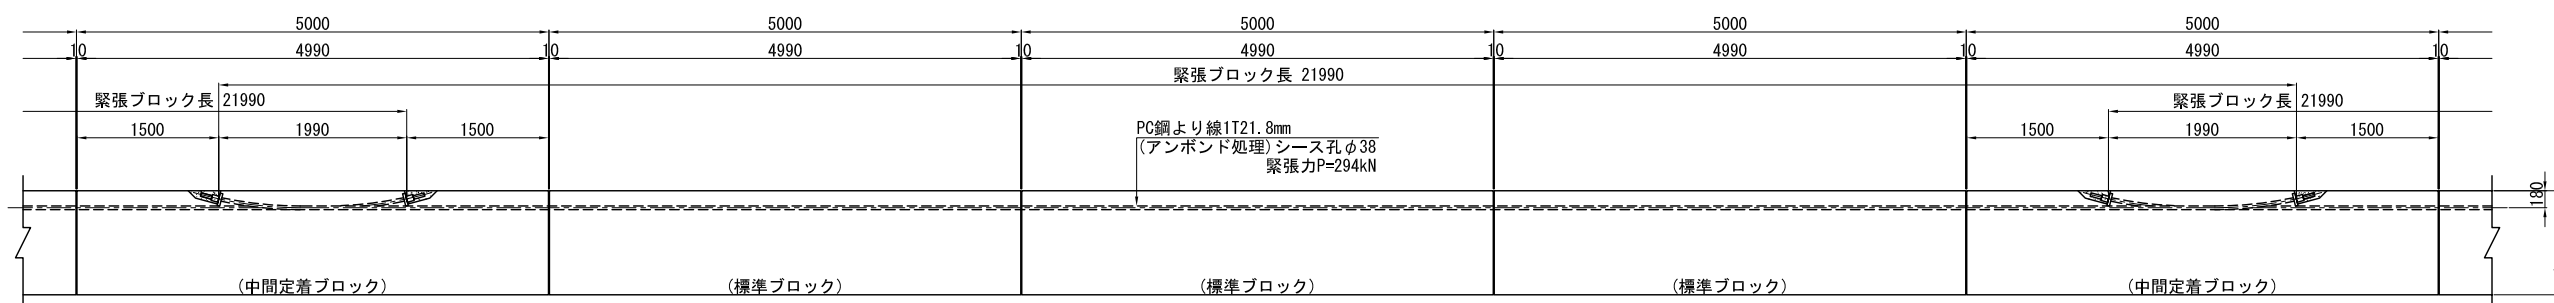 5000 5000 5000 5000 5000
10 4990 10 4990 10 4990 10 4990 10 4990 10
緊張ブロック長 21990
緊張ブロック長 21990 緊張ブロック長 21990
1500 1990 1500 1500 1990 1500
PC鋼より線1T21.8mm
(アンボンド処理)シース孔φ38
緊張力P=294kN
180
(中間定着ブロック) (標準ブロック) (標準ブロック) (標準ブロック) (中間定着ブロック)